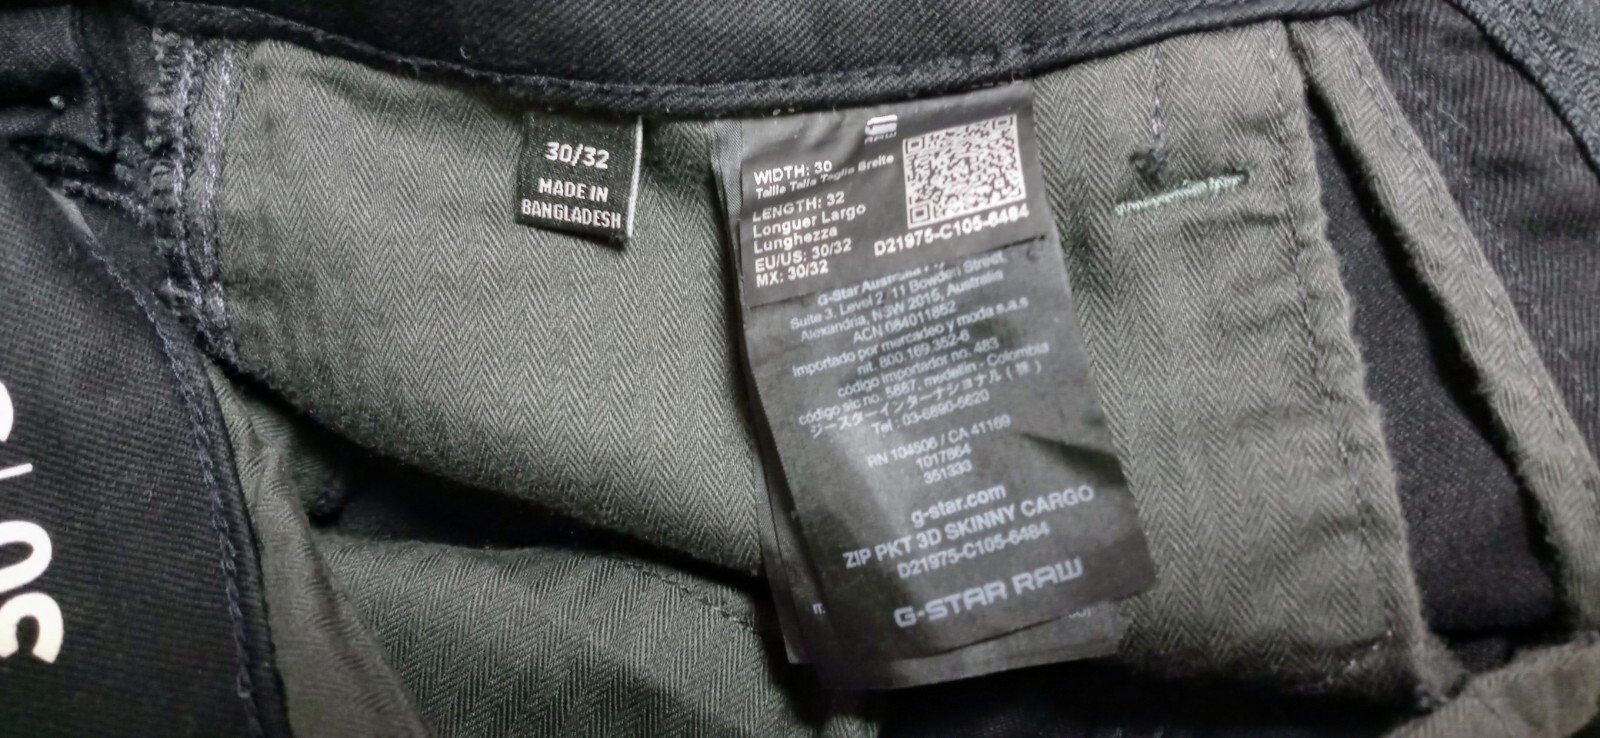 30/32
MADE IN
BANGLADESH
RAW
WIDTH: 30
Taille Talla Taglia Breite
LENGTH: 32
Longuer Largo
Lunghezza
EU/US: 30/32
MX: 30/32
D21975-C105-6484
G-Star Australia
Suite 3, Level 2, 11 Bowden Street,
Alexandria, NSW 2015, Australia
ACN 084011852
Importado por mercadeo y moda s.a.s
nit. 800.169.352-6
código importador no. 483
código sic no. 5887, medellin - Colombia
ジースターインターナショナル(株)
Tel : 03-6890-5620
RN 104506 / CA 41169
1017864
351333
g-star.com
ZIP PKT 3D SKINNY CARGO
D21975-C105-6484
G-STAR RAW